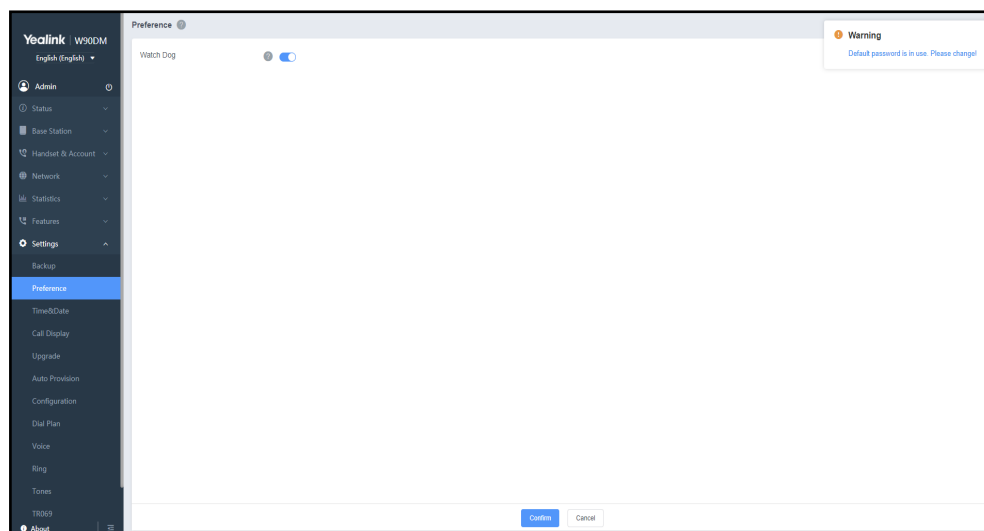 Yealink | W90DM
English (English)
Admin
Status
Base Station
Handset & Account
Network
Statistics
Features
Settings
Backup
Preference
Time&Date
Call Display
Upgrade
Auto Provision
Configuration
Dial Plan
Voice
Ring
Tones
TR069
About
Preference
Watch Dog
Warning
Default password is in use. Please change!
Confirm
Cancel